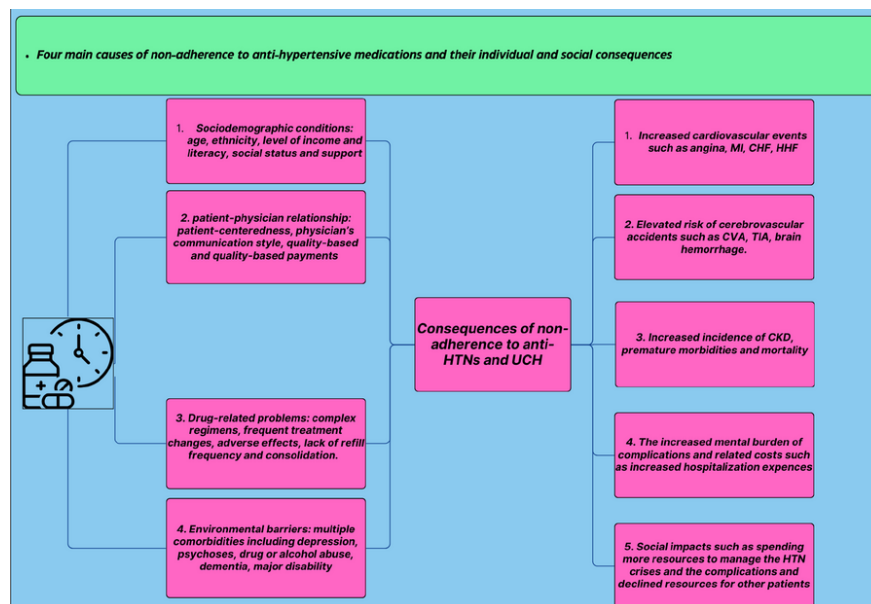 • Four main causes of non-adherence to anti-hypertensive medications and their individual and social consequences
1. Sociodemographic conditions:
age, ethnicity, level of income and
literacy, social status and support
2. patient-physician relationship:
patient-centeredness, physician's
communication style, quality-based
and quality-based payments
3. Drug-related problems: complex
regimens, frequent treatment
changes, adverse effects, lack of refill
frequency and consolidation.
4. Environmental barriers: multiple
comorbidities including depression,
psychoses, drug or alcohol abuse,
dementia, major disability
Consequences of non-
adherence to anti-
HTNs and UCH
1. Increased cardiovascular events
such as angina, MI, CHF, HHF
2. Elevated risk of cerebrovascular
accidents such as CVA, TIA, brain
hemorrhage.
3. Increased incidence of CKD,
premature morbidities and mortality
4. The increased mental burden of
complications and related costs such
as increased hospitalization expences
5. Social impacts such as spending
more resources to manage the HTN
crises and the complications and
declined resources for other patients